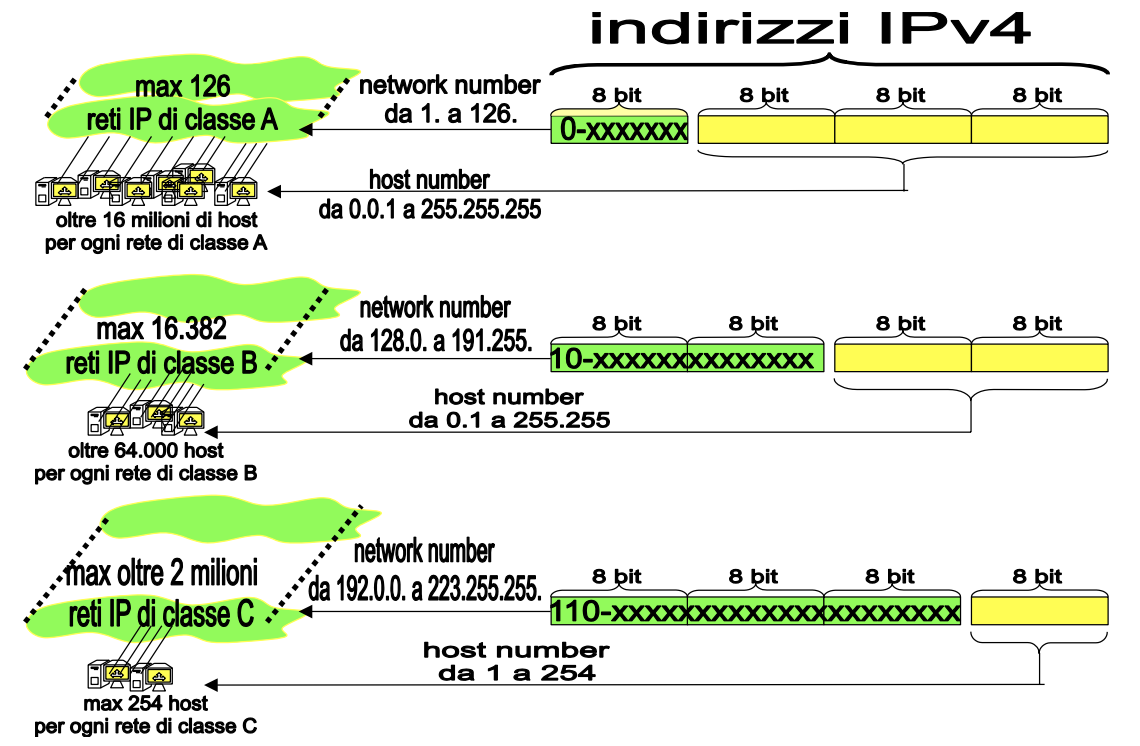 indirizzi IPv4
max 126
reti IP di classe A
network number
da 1. a 126.
8 bit
8 bit
8 bit
8 bit
0-xxxxxxx
host number
da 0.0.1 a 255.255.255
oltre 16 milioni di host
per ogni rete di classe A
max 16.382
reti IP di classe B
network number
da 128.0. a 191.255.
8 bit
8 bit
8 bit
8 bit
10-xxxxxxxxxxxxxx
host number
da 0.1 a 255.255
oltre 64.000 host
per ogni rete di classe B
max oltre 2 milioni
reti IP di classe C
network number
da 192.0.0. a 223.255.255.
8 bit
8 bit
8 bit
8 bit
110-xxxxxxxxxxxxxxxxxxxxx
host number
da 1 a 254
max 254 host
per ogni rete di classe C